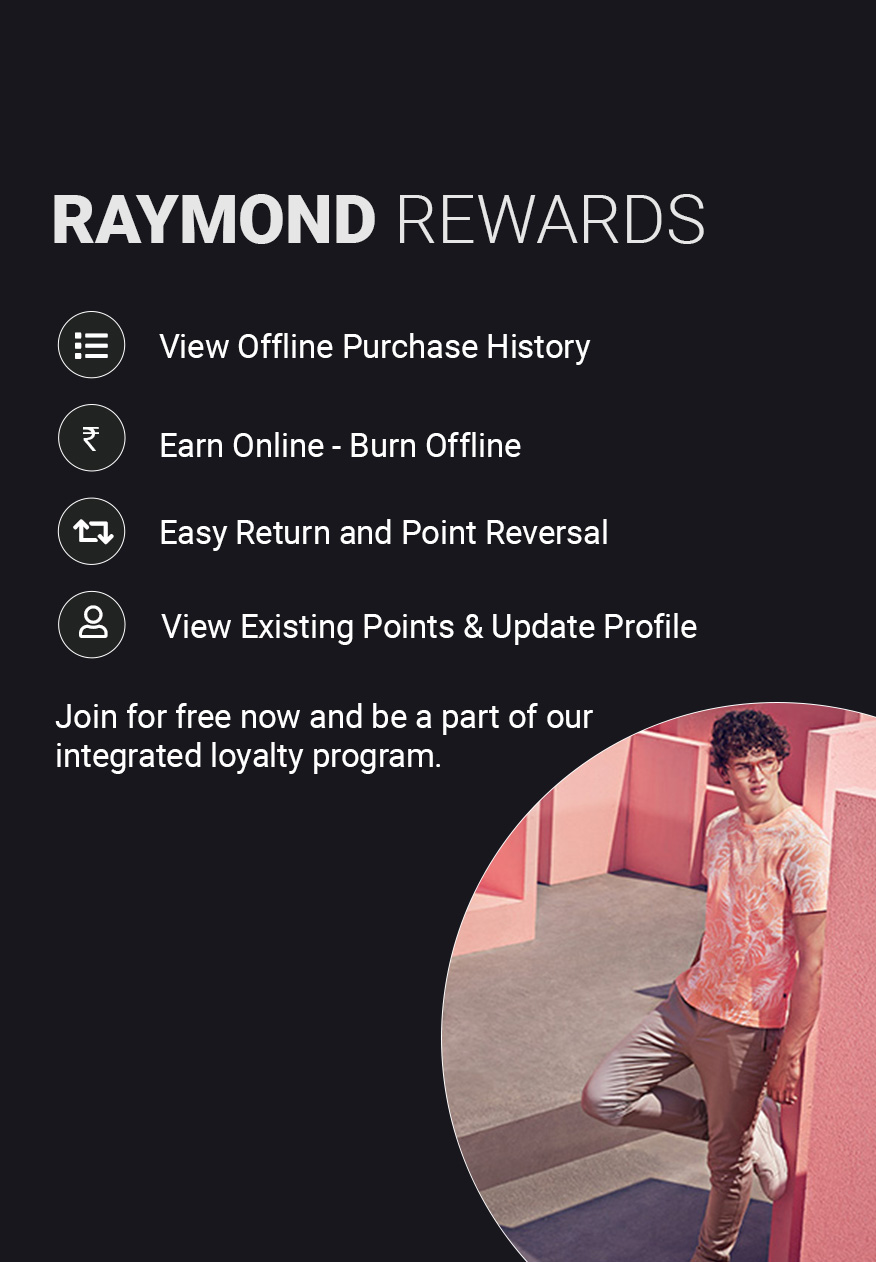 RAYMOND REWARDS
View Offline Purchase History
₹
Earn Online - Burn Offline
Easy Return and Point Reversal
View Existing Points & Update Profile
Join for free now and be a part of our
integrated loyalty program.